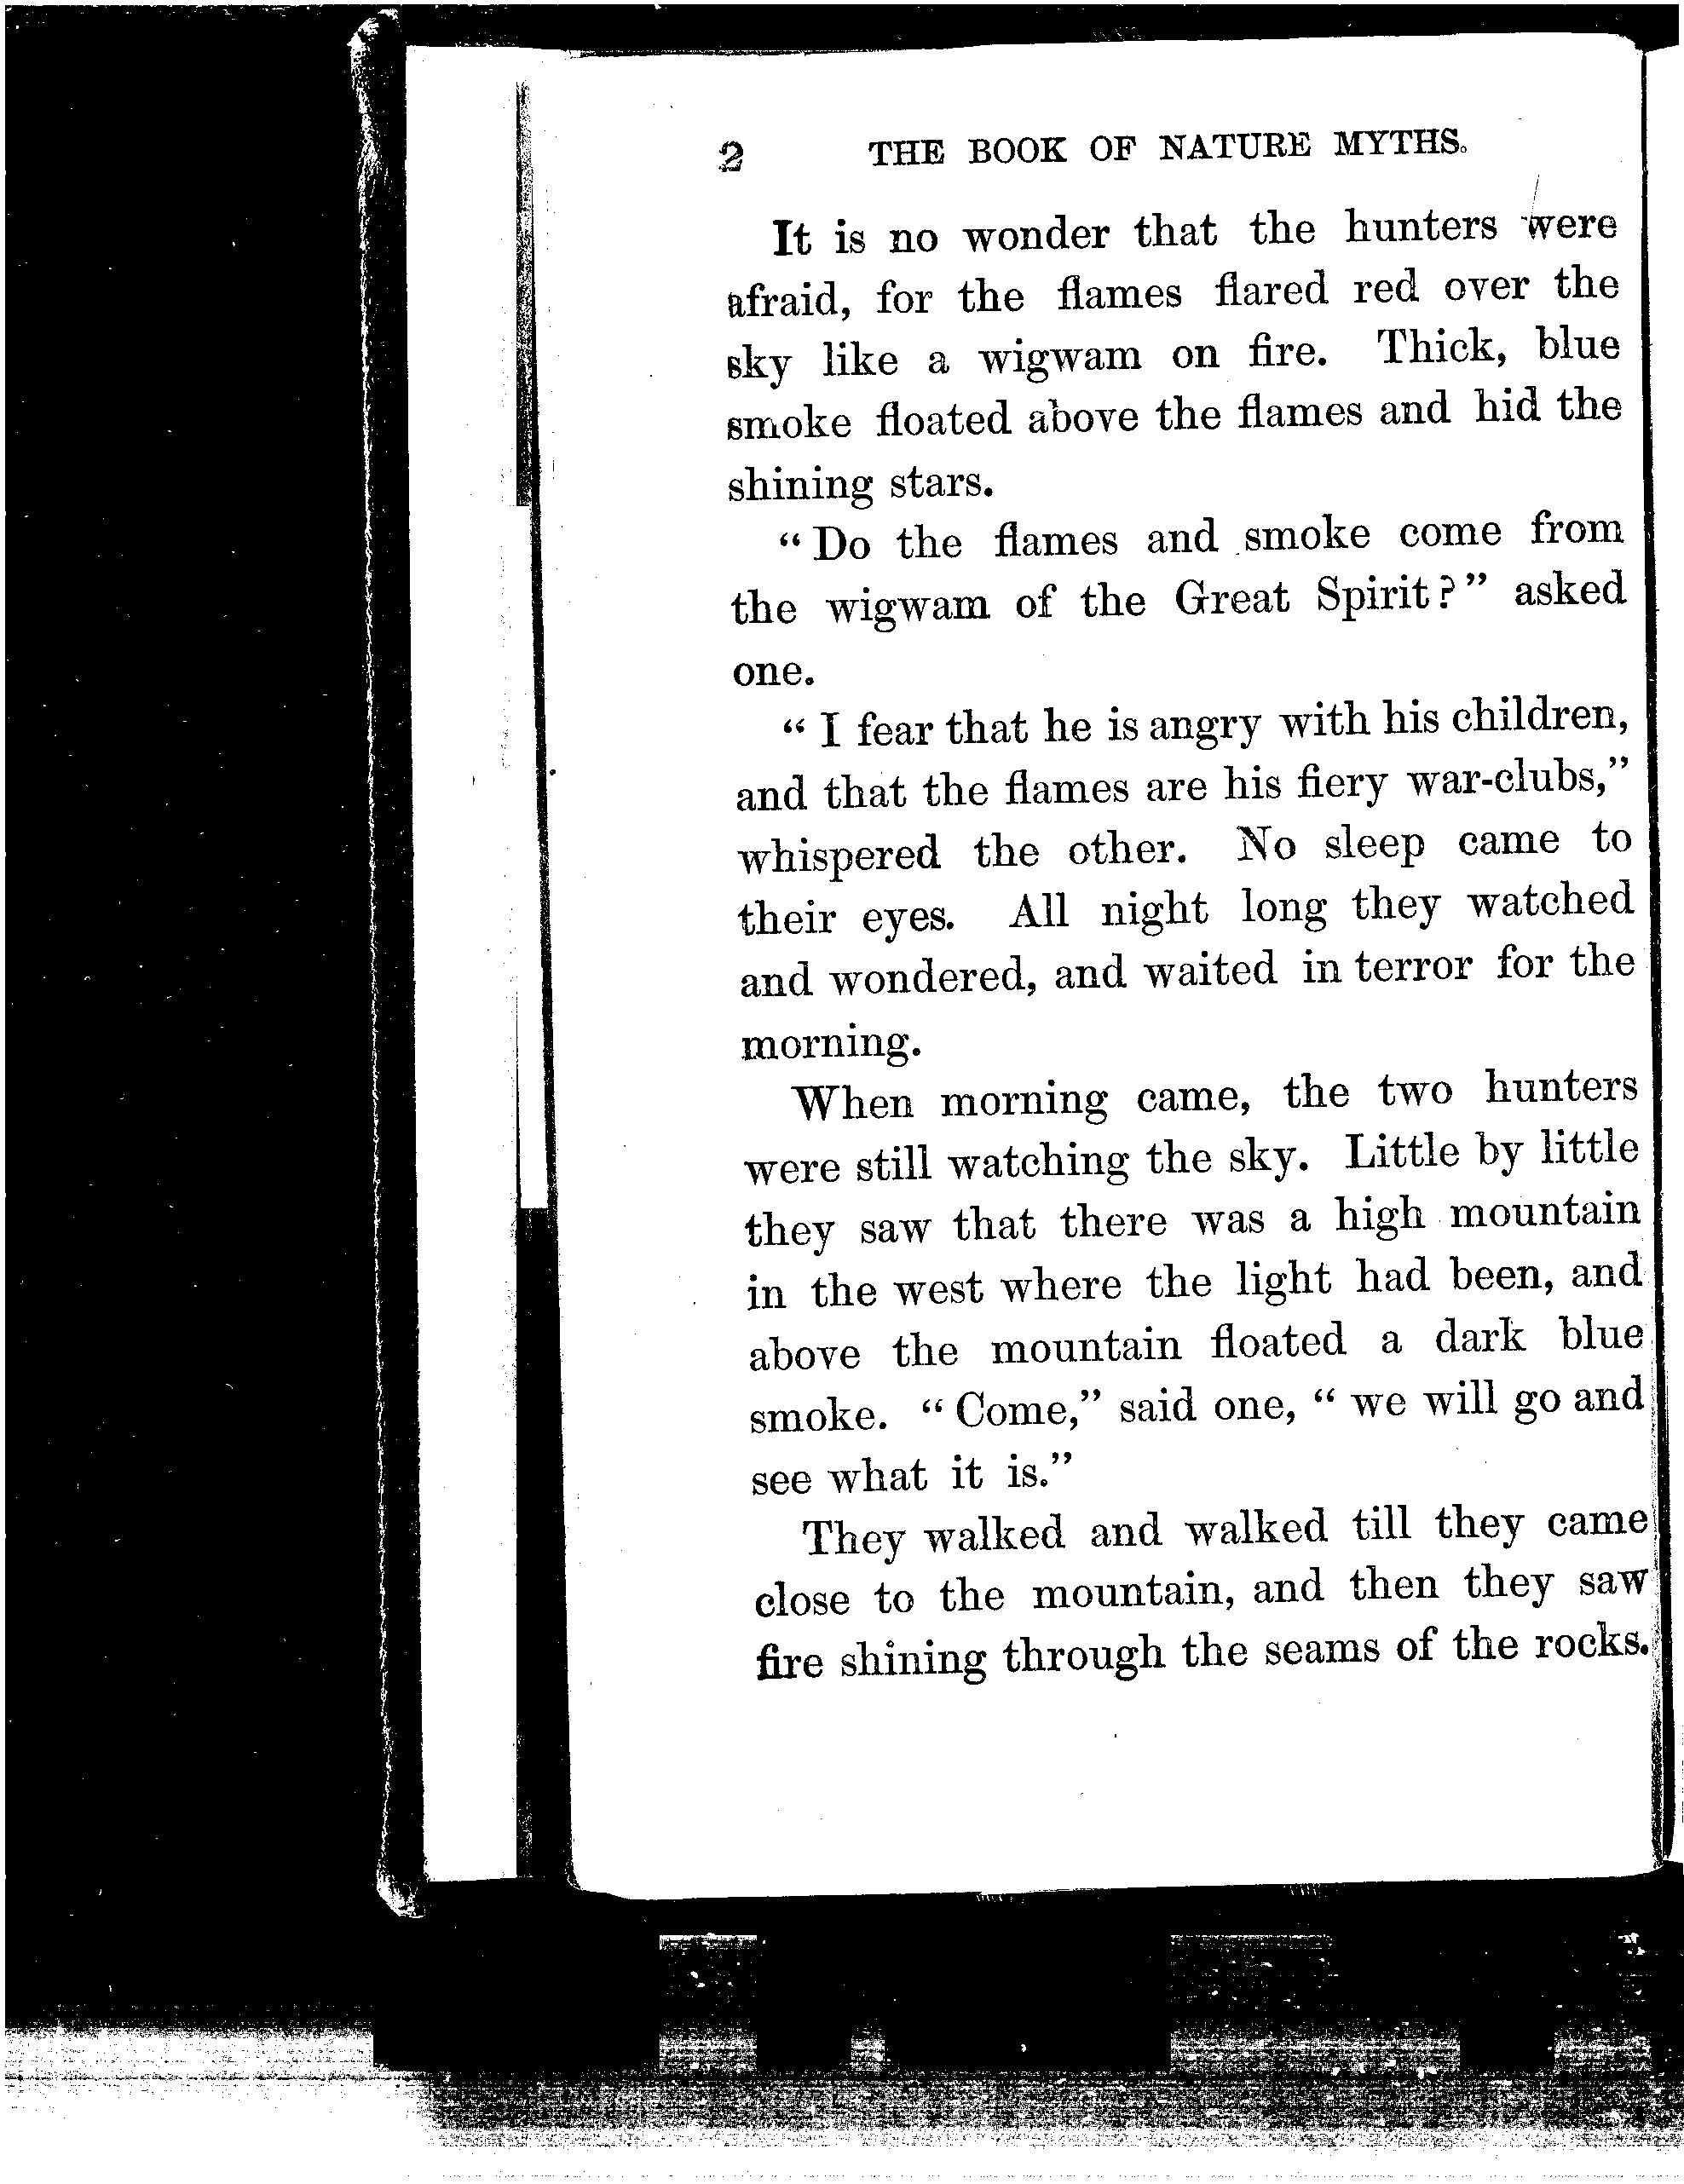 2 THE BOOK OF NATURE MYTHS.
It is no wonder that the hunters were
afraid, for the flames flared red over the
sky like a wigwam on fire. Thick, blue
smoke floated above the flames and hid the
shining stars.
“Do the flames and smoke come from
the wigwam of the Great Spirit?” asked
one.
“I fear that he is angry with his children,
and that the flames are his fiery war-clubs,”
whispered the other. No sleep came to
their eyes. All night long they watched
and wondered, and waited in terror for the
morning.
When morning came, the two hunters
were still watching the sky. Little by little
they saw that there was a high mountain
in the west where the light had been, and
above the mountain floated a dark blue
smoke. “Come,” said one, “we will go and
see what it is.”
They walked and walked till they came
close to the mountain, and then they saw
fire shining through the seams of the rocks.